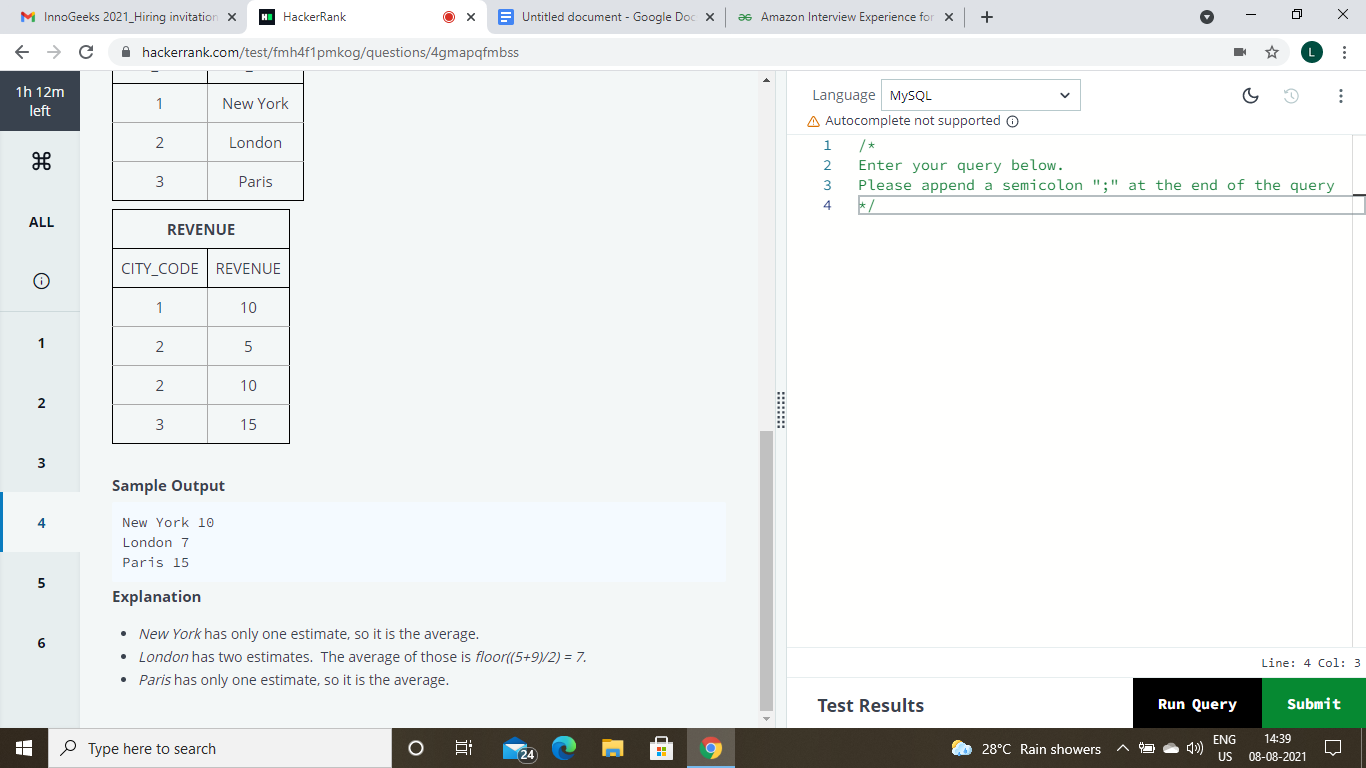 InnoGeeks 2021_Hiring invitation
HackerRank
Untitled document - Google Doc
Amazon Interview Experience for
hackerrank.com/test/fmh4f1pmkog/questions/4gmapqfmbss
L
1h 12m
left
ALL
1
2
3
4
5
6
1 New York
2 London
3 Paris
REVENUE
CITY_CODE REVENUE
1 10
2 5
2 10
3 15
Sample Output
New York 10
London 7
Paris 15
Explanation
• New York has only one estimate, so it is the average.
• London has two estimates. The average of those is floor((5+9)/2) = 7.
• Paris has only one estimate, so it is the average.
Language MySQL
Autocomplete not supported
1 /*
2 Enter your query below.
3 Please append a semicolon ";" at the end of the query
4 */
Line: 4 Col: 3
Test Results
Run Query
Submit
Type here to search
24
28°C Rain showers
ENG
US
14:39
08-08-2021